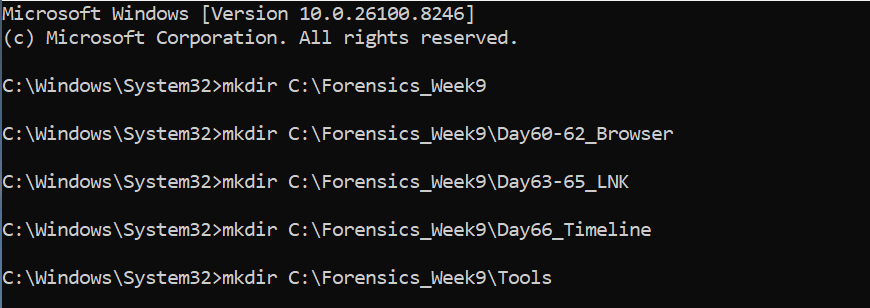 Microsoft Windows [Version 10.0.26100.8246]
(c) Microsoft Corporation. All rights reserved.
C:\Windows\System32>mkdir C:\Forensics_Week9
C:\Windows\System32>mkdir C:\Forensics_Week9\Day60-62_Browser
C:\Windows\System32>mkdir C:\Forensics_Week9\Day63-65_LNK
C:\Windows\System32>mkdir C:\Forensics_Week9\Day66_Timeline
C:\Windows\System32>mkdir C:\Forensics_Week9\Tools